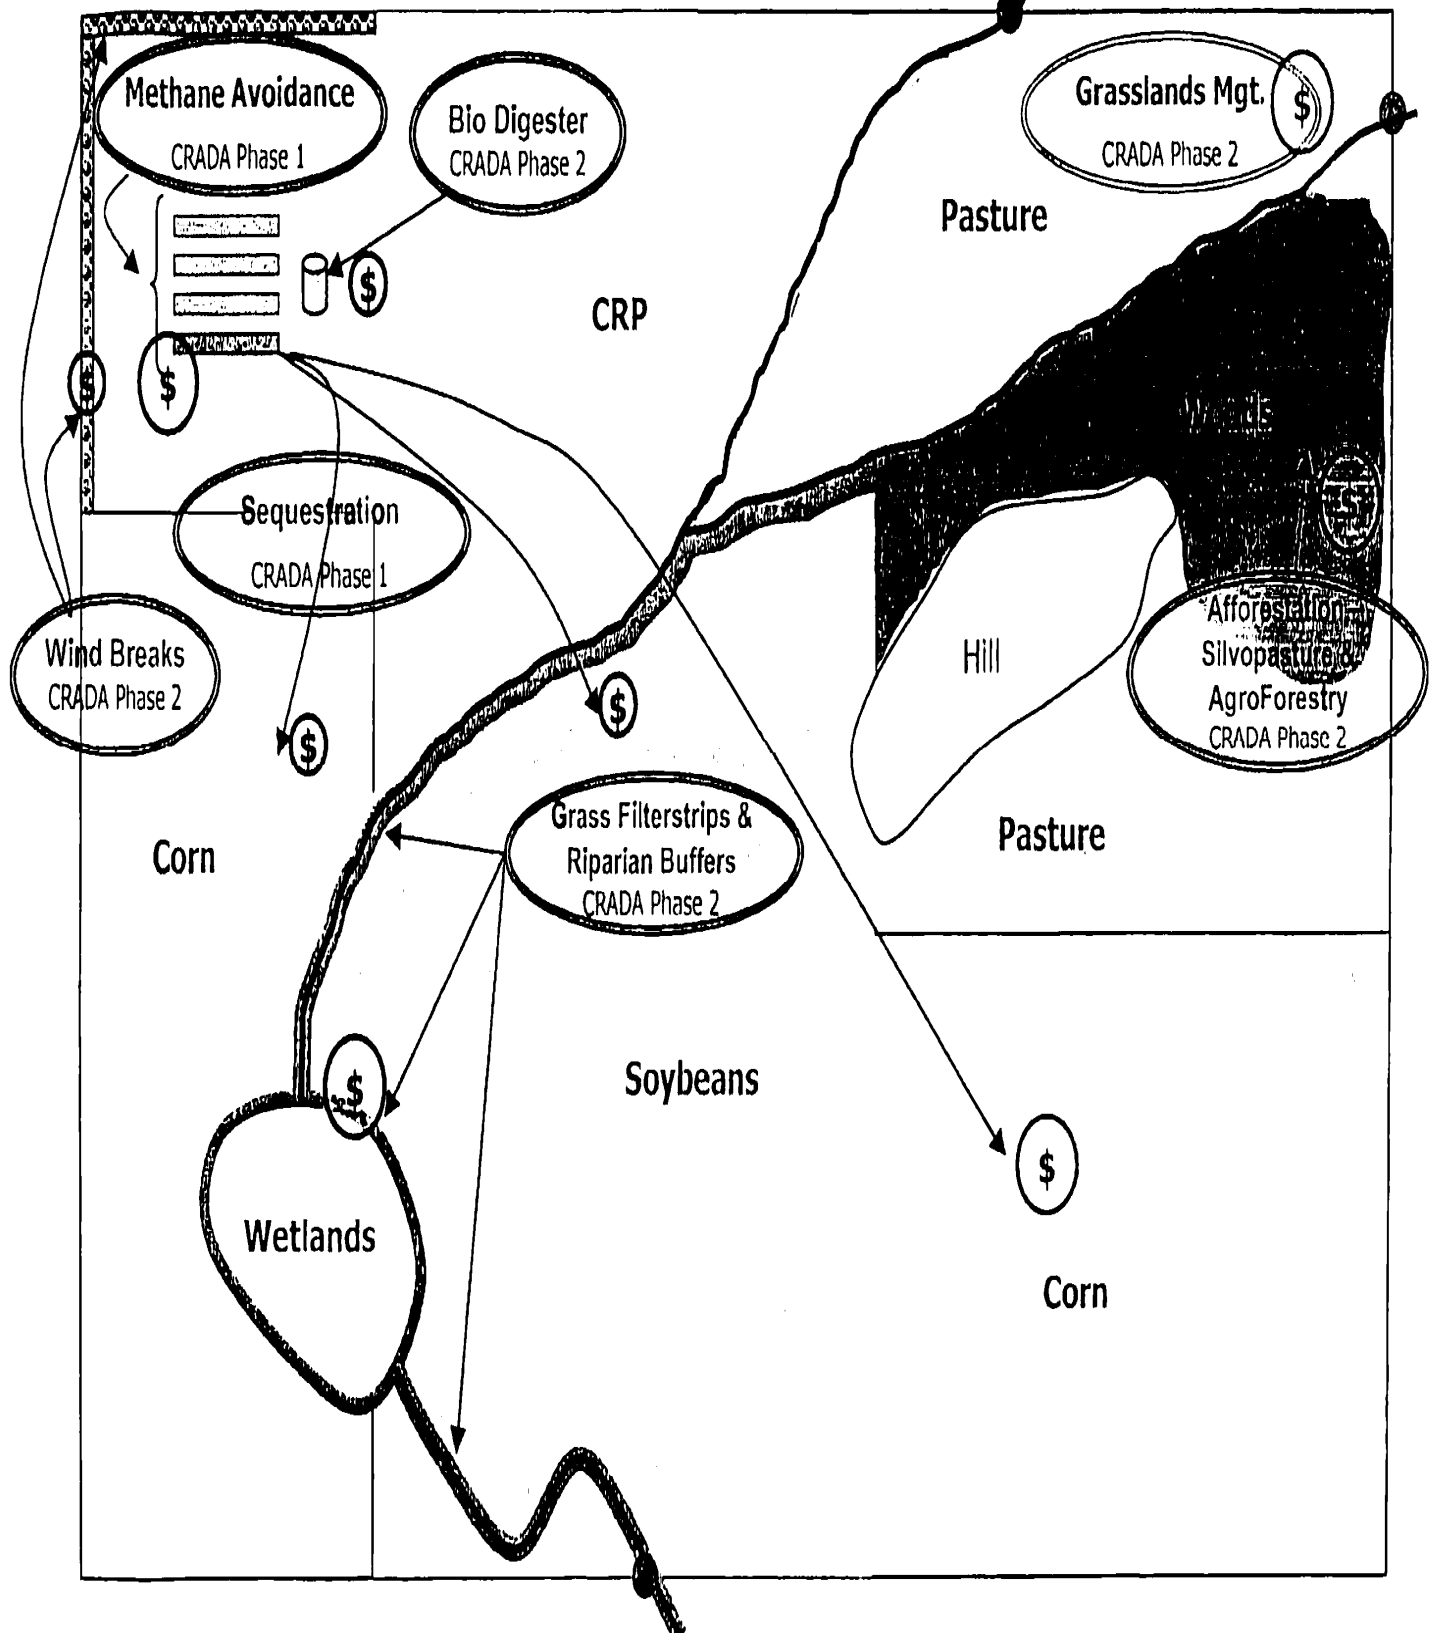 Methane Avoidance
CRADA Phase 1
Bio Digester
CRADA Phase 2
Grasslands Mgt.
$
CRADA Phase 2
Pasture
$
CRP
$
$
Woods
$
Sequestration
CRADA Phase 1
Wind Breaks
CRADA Phase 2
Hill
Afforestation
Silvopasture &
AgroForestry
CRADA Phase 2
$
$
Corn
Grass Filterstrips &
Riparian Buffers
CRADA Phase 2
Pasture
$
Soybeans
$
Wetlands
Corn